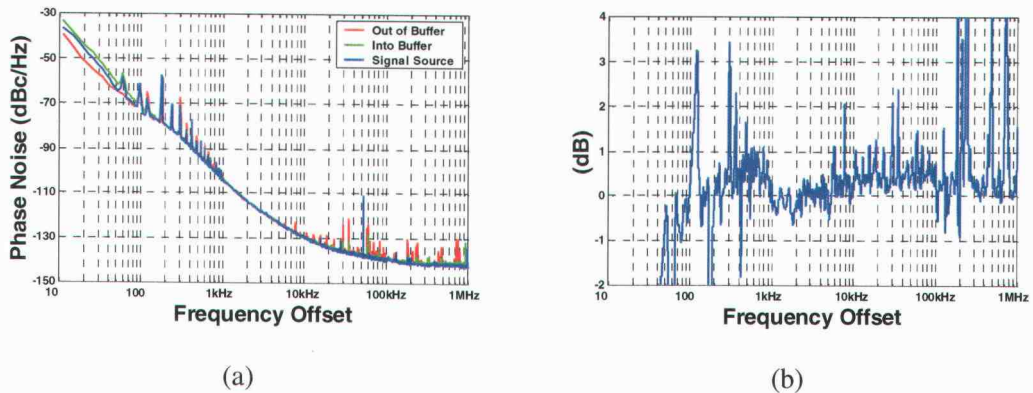 -30
-50
-70
-90
-110
-130
-150
Phase Noise (dBc/Hz)
Out of Buffer
Into Buffer
Signal Source
10 100 1kHz 10kHz 100kHz 1MHz
Frequency Offset
(a)
4
3
2
1
0
-1
-2
(dB)
10 100 1kHz 10kHz 100kHz 1MHz
Frequency Offset
(b)